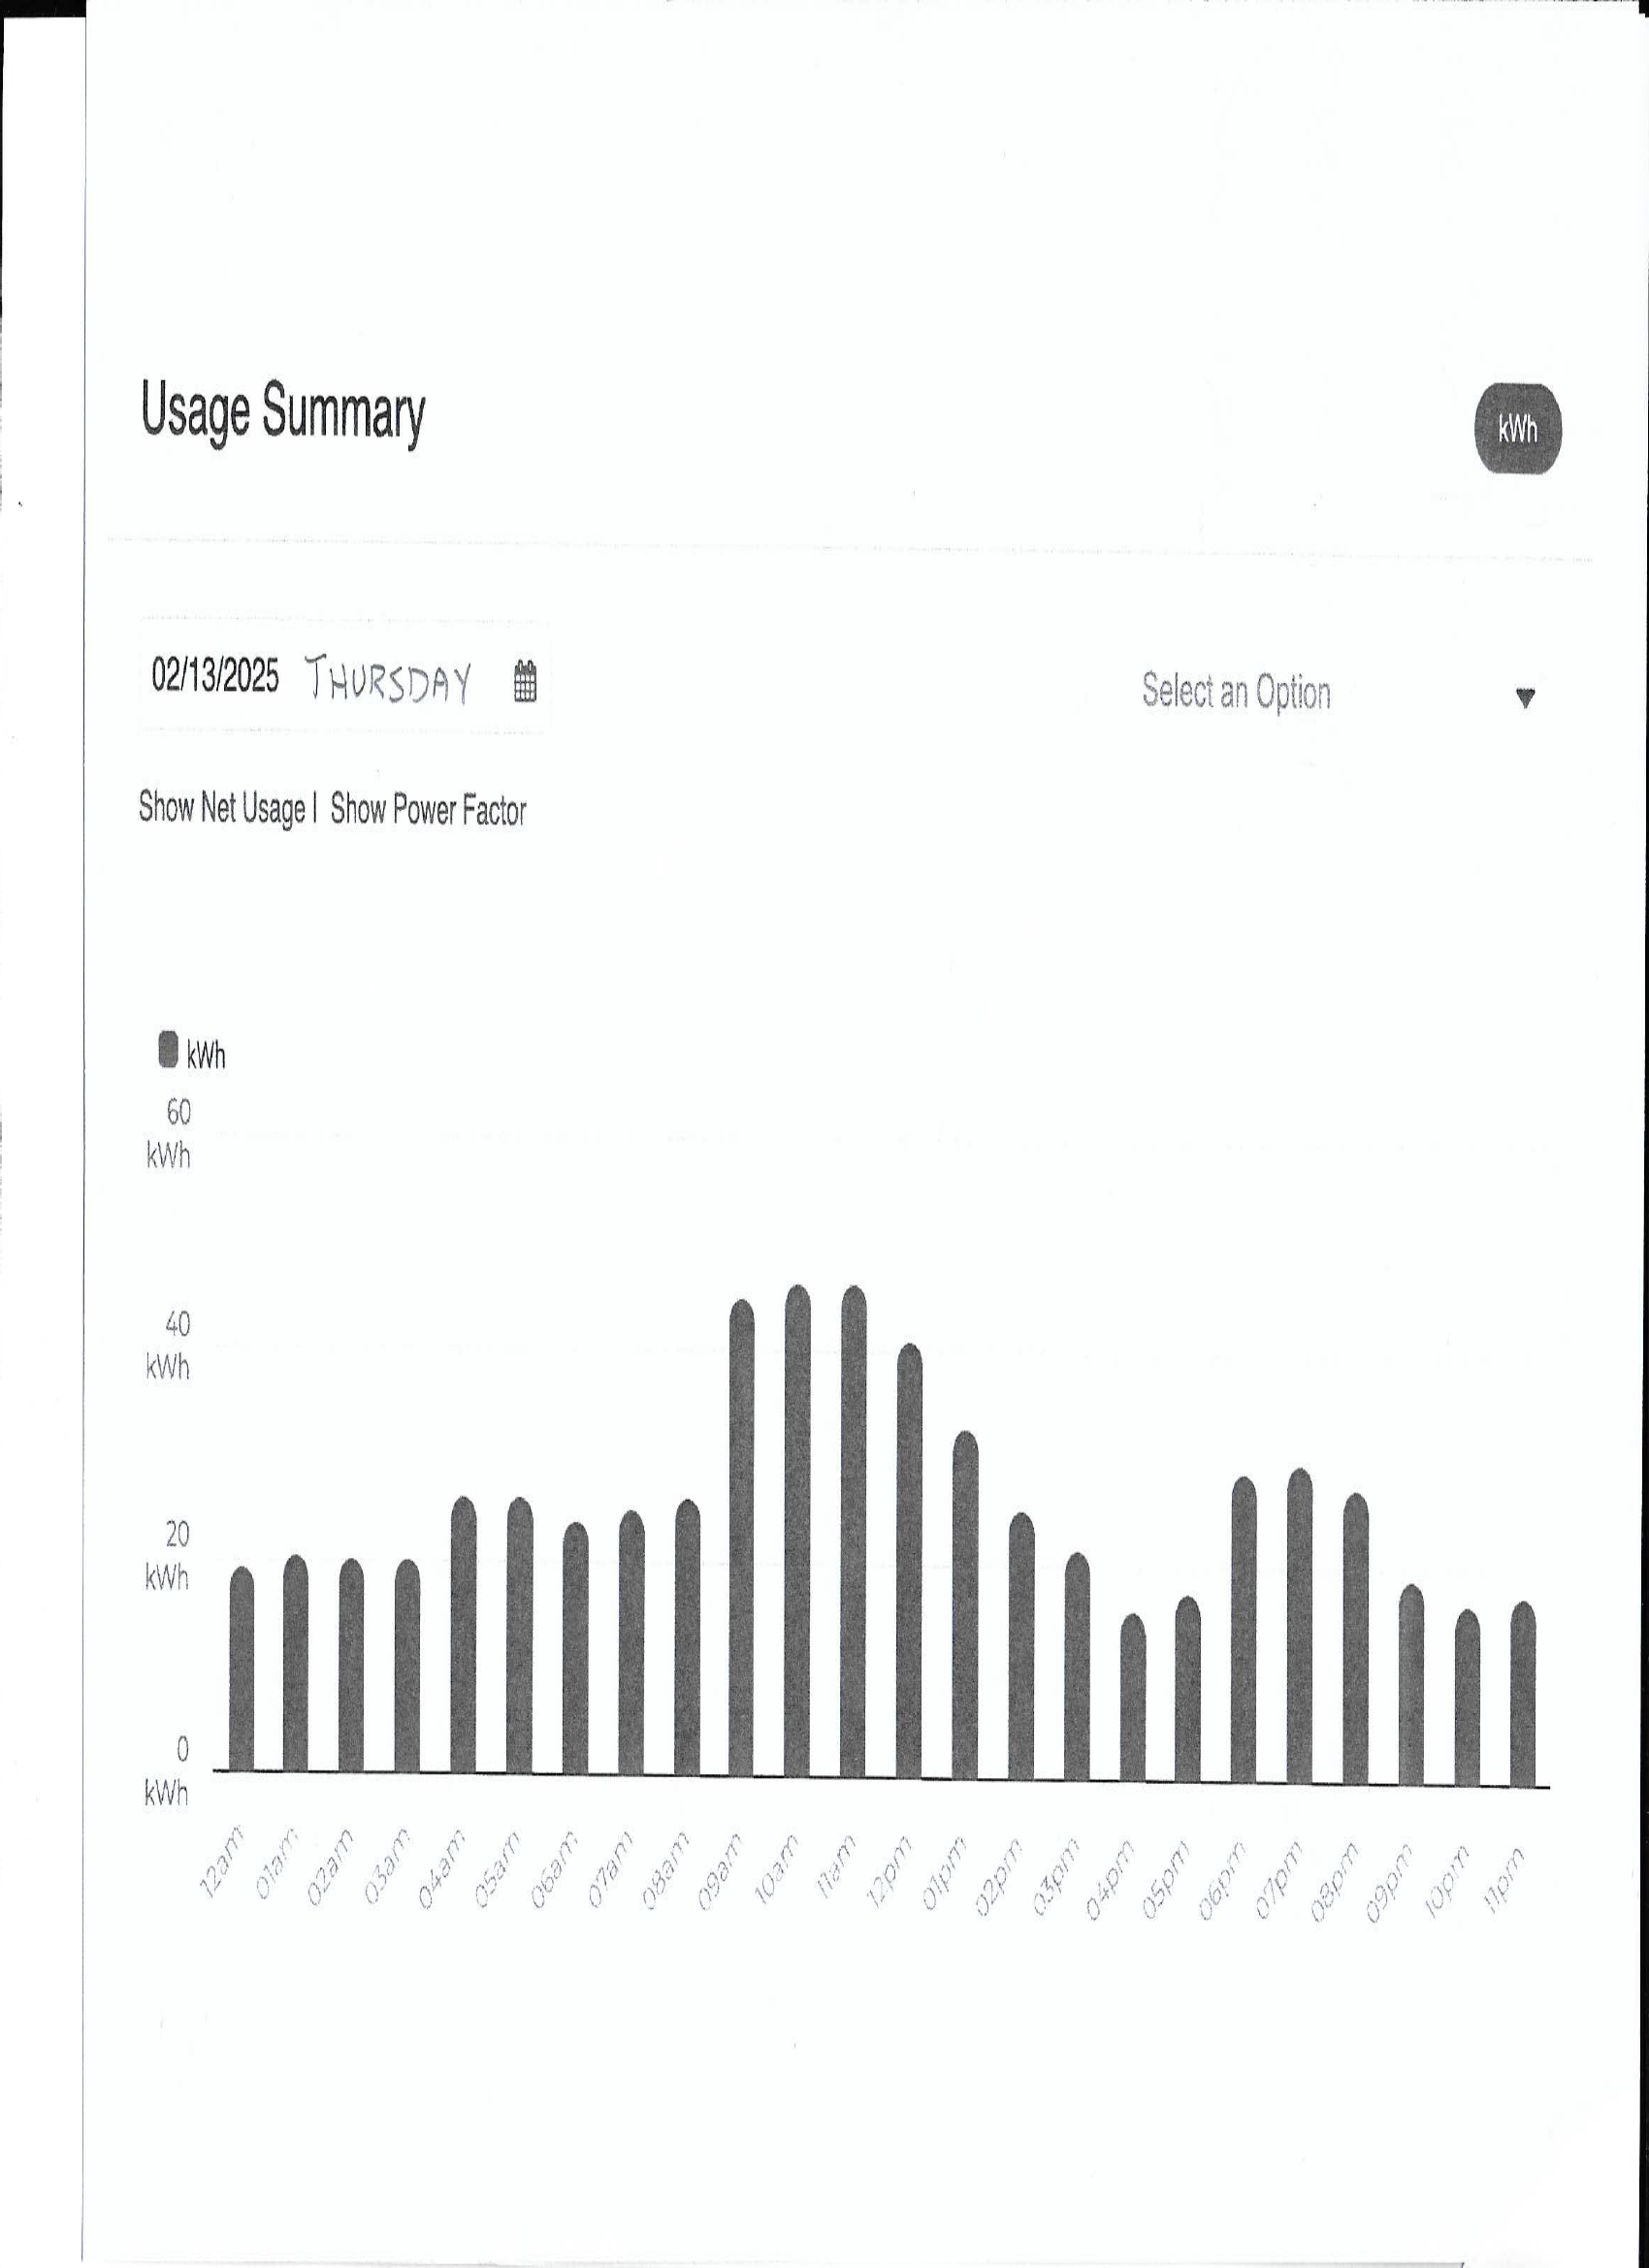 Usage Summary
kWh
02/13/2025 THURSDAY
Select an Option
Show Net Usage | Show Power Factor
kWh
60
kWh
40
kWh
20
kWh
0
kWh
12am 01am 02am 03am 04am 05am 06am 07am 08am 09am 10am 11am 12pm 01pm 02pm 03pm 04pm 05pm 06pm 07pm 08pm 09pm 10pm 11pm